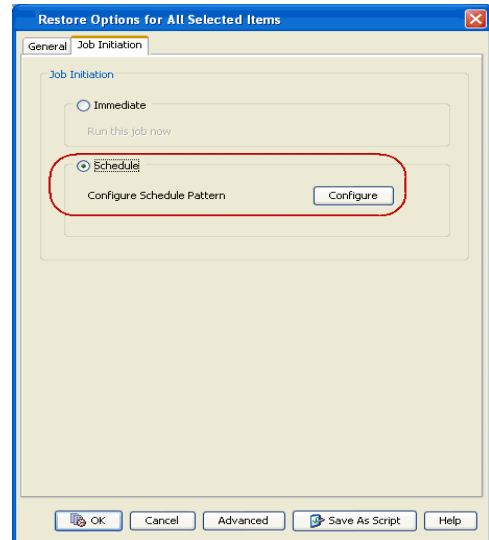 Restore Options for All Selected Items
General Job Initiation
Job Initiation
Immediate
Run this job now
Schedule
Configure Schedule Pattern Configure
OK Cancel Advanced Save As Script Help